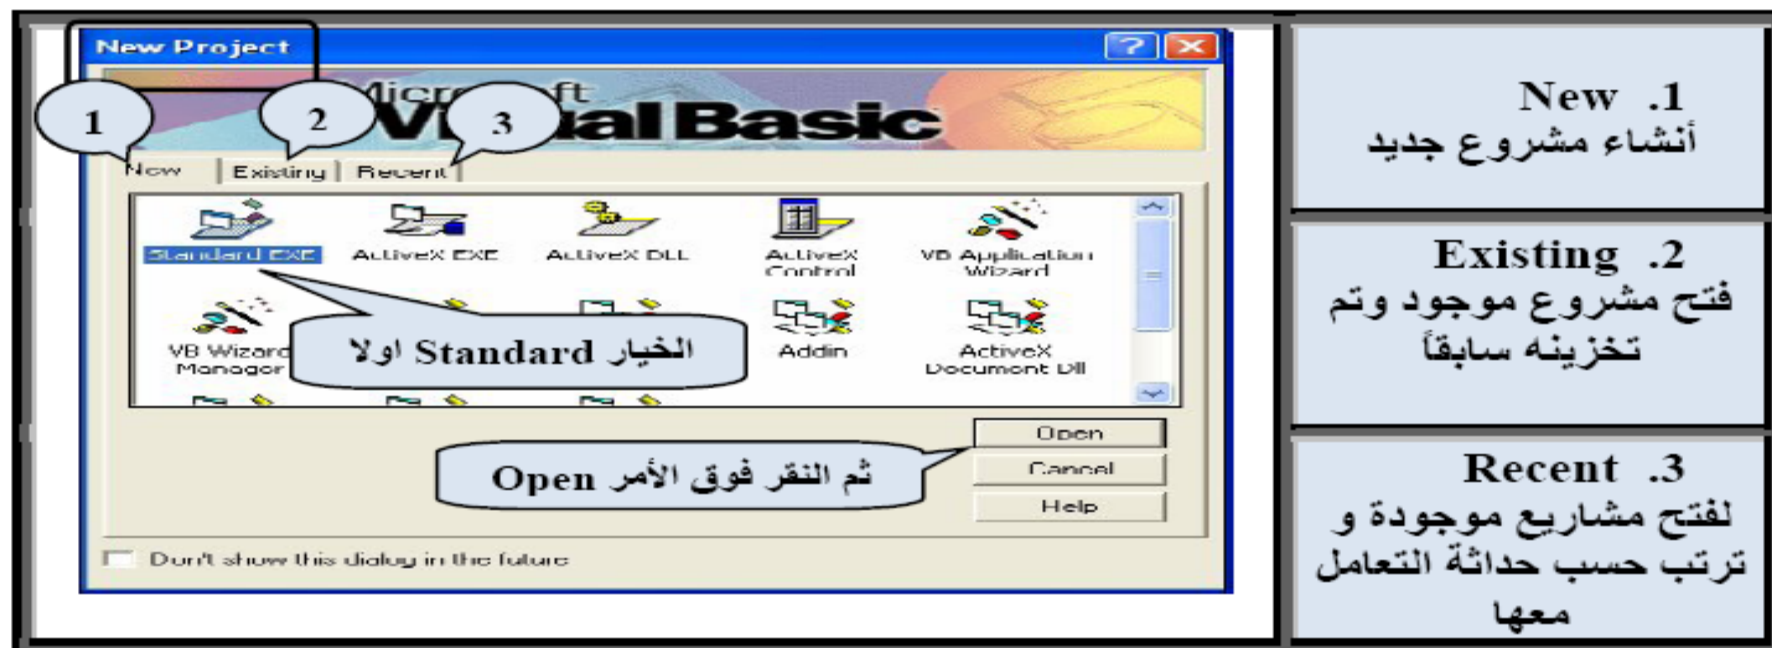 New Project
Microsoft
Visual Basic
1
2
3
New
Existing
Recent
Standard EXE
ActiveX EXE
ActiveX DLL
ActiveX
Control
VB Application
Wizard
VB Wizard
Manager
Addin
ActiveX
Document Dll
الخيار Standard اولا
ثم النقر فوق الأمر Open
Open
Cancel
Help
Don't show this dialog in the future
1. New
أنشاء مشروع جديد
2. Existing
فتح مشروع موجود وتم
تخزينه سابقاً
3. Recent
لفتح مشاريع موجودة و
ترتب حسب حداثة التعامل
معها